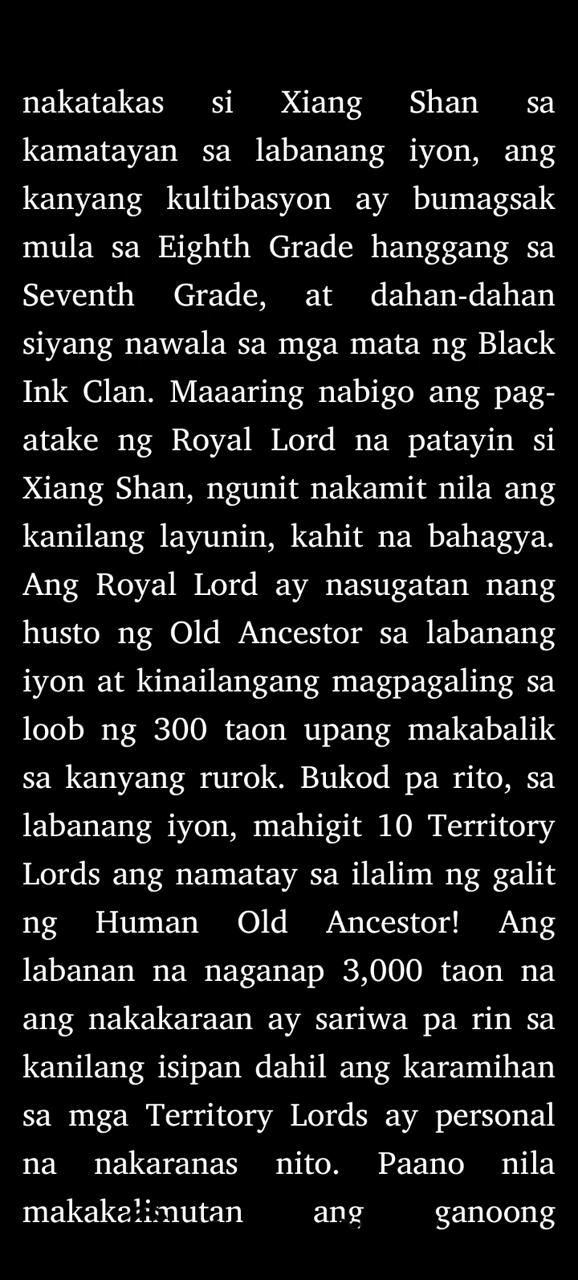 nakatakas si Xiang Shan sa
kamatayan sa labanang iyon, ang
kanyang kultibasyon ay bumagsak
mula sa Eighth Grade hanggang sa
Seventh Grade, at dahan-dahan
siyang nawala sa mga mata ng Black
Ink Clan. Maaaring nabigo ang pag-
atake ng Royal Lord na patayin si
Xiang Shan, ngunit nakamit nila ang
kanilang layunin, kahit na bahagya.
Ang Royal Lord ay nasugatan nang
husto ng Old Ancestor sa labanang
iyon at kinailangang magpagaling sa
loob ng 300 taon upang makabalik
sa kanyang rurok. Bukod pa rito, sa
labanang iyon, mahigit 10 Territory
Lords ang namatay sa ilalim ng galit
ng Human Old Ancestor! Ang
labanan na naganap 3,000 taon na
ang nakakaraan ay sariwa pa rin sa
kanilang isipan dahil ang karamihan
sa mga Territory Lords ay personal
na nakaranas nito. Paano nila
makakalimutan ang ganoong